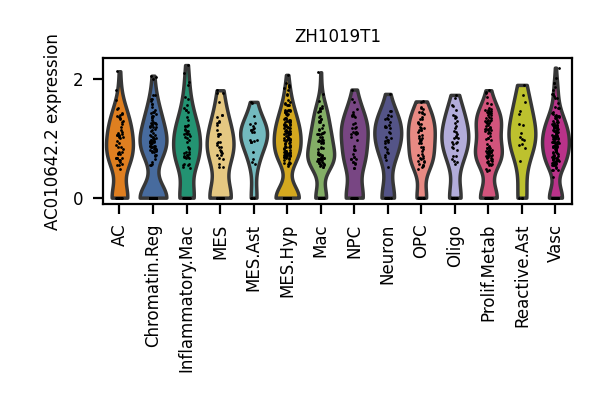 ZH1019T1
AC010642.2 expression
2
0
AC
Chromatin.Reg
Inflammatory.Mac
MES
MES.Ast
MES.Hyp
Mac
NPC
Neuron
OPC
Oligo
Prolif.Metab
Reactive.Ast
Vasc